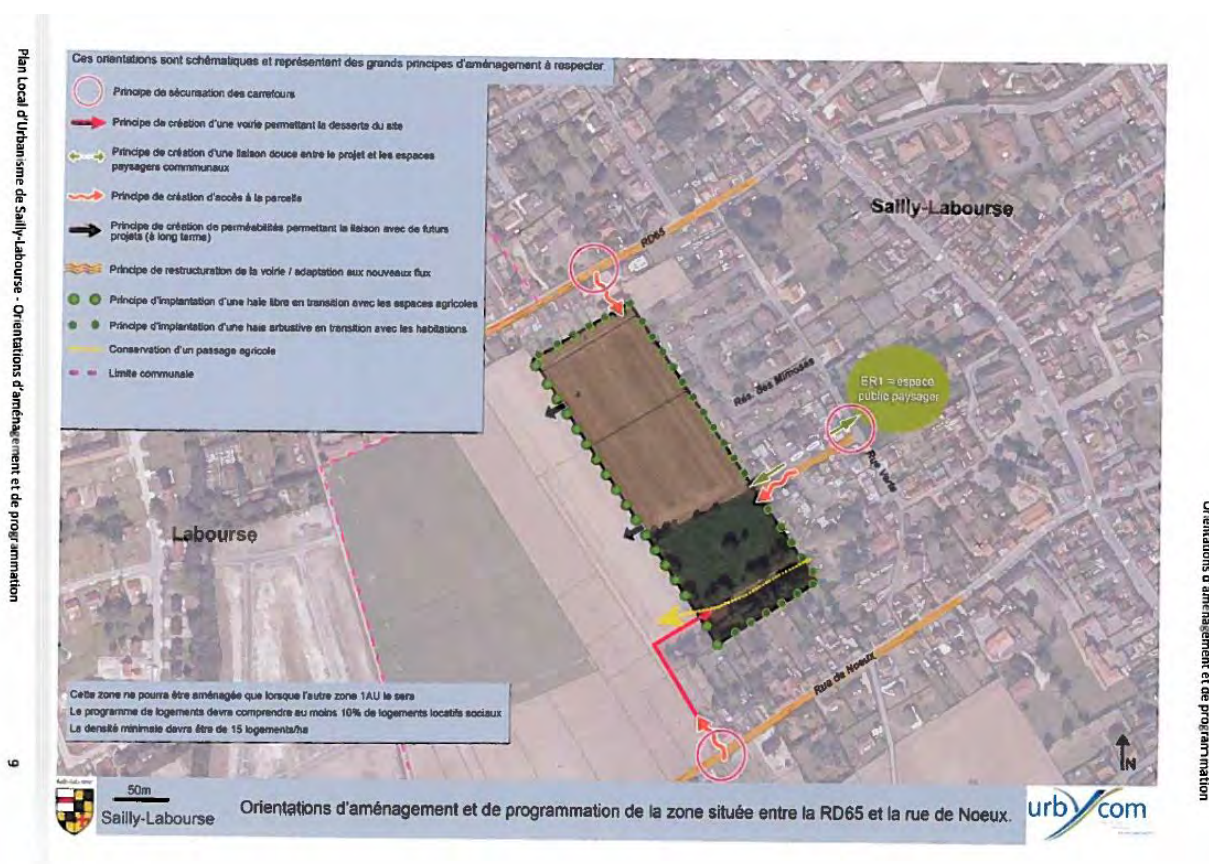 Plan Local d'Urbanisme de Sailly-Labourse - Orientations d'aménagement et de programmation
9
Ces orientations sont schématiques et représentent des grands principes d'aménagement à respecter.
Principe de sécurisation des carrefours
Principe de création d'une voirie permettant la desserte du site
Principe de création d'une liaison douce entre le projet et les espaces
paysagers commmunaux
Principe de création d'accès à la parcelle
Principe de création de perméabilités permettant la liaison avec de futurs
projets (à long terme)
Principe de restructuration de la voirie / adaptation aux nouveaux flux
Principe d'implantation d'une haie libre en transition avec les espaces agricoles
Principe d'implantation d'une haie arbustive en transition avec les habitations
Conservation d'un passage agricole
Limite communale
Sailly-Labourse
RD65
Rés. des Mimosas
ER1 = espace
public paysager
Rue Verte
Labourse
Rue de Noeux
Cette zone ne pourra être aménagée que lorsque l'autre zone 1AU le sera
Le programme de logements devra comprendre au moins 10% de logements locatifs sociaux
La densité minimale devra être de 15 logements/ha
N
50m
Sailly-Labourse
Orientations d'aménagement et de programmation de la zone située entre la RD65 et la rue de Noeux.
urbycom
Orientations d'aménagement et de programmation